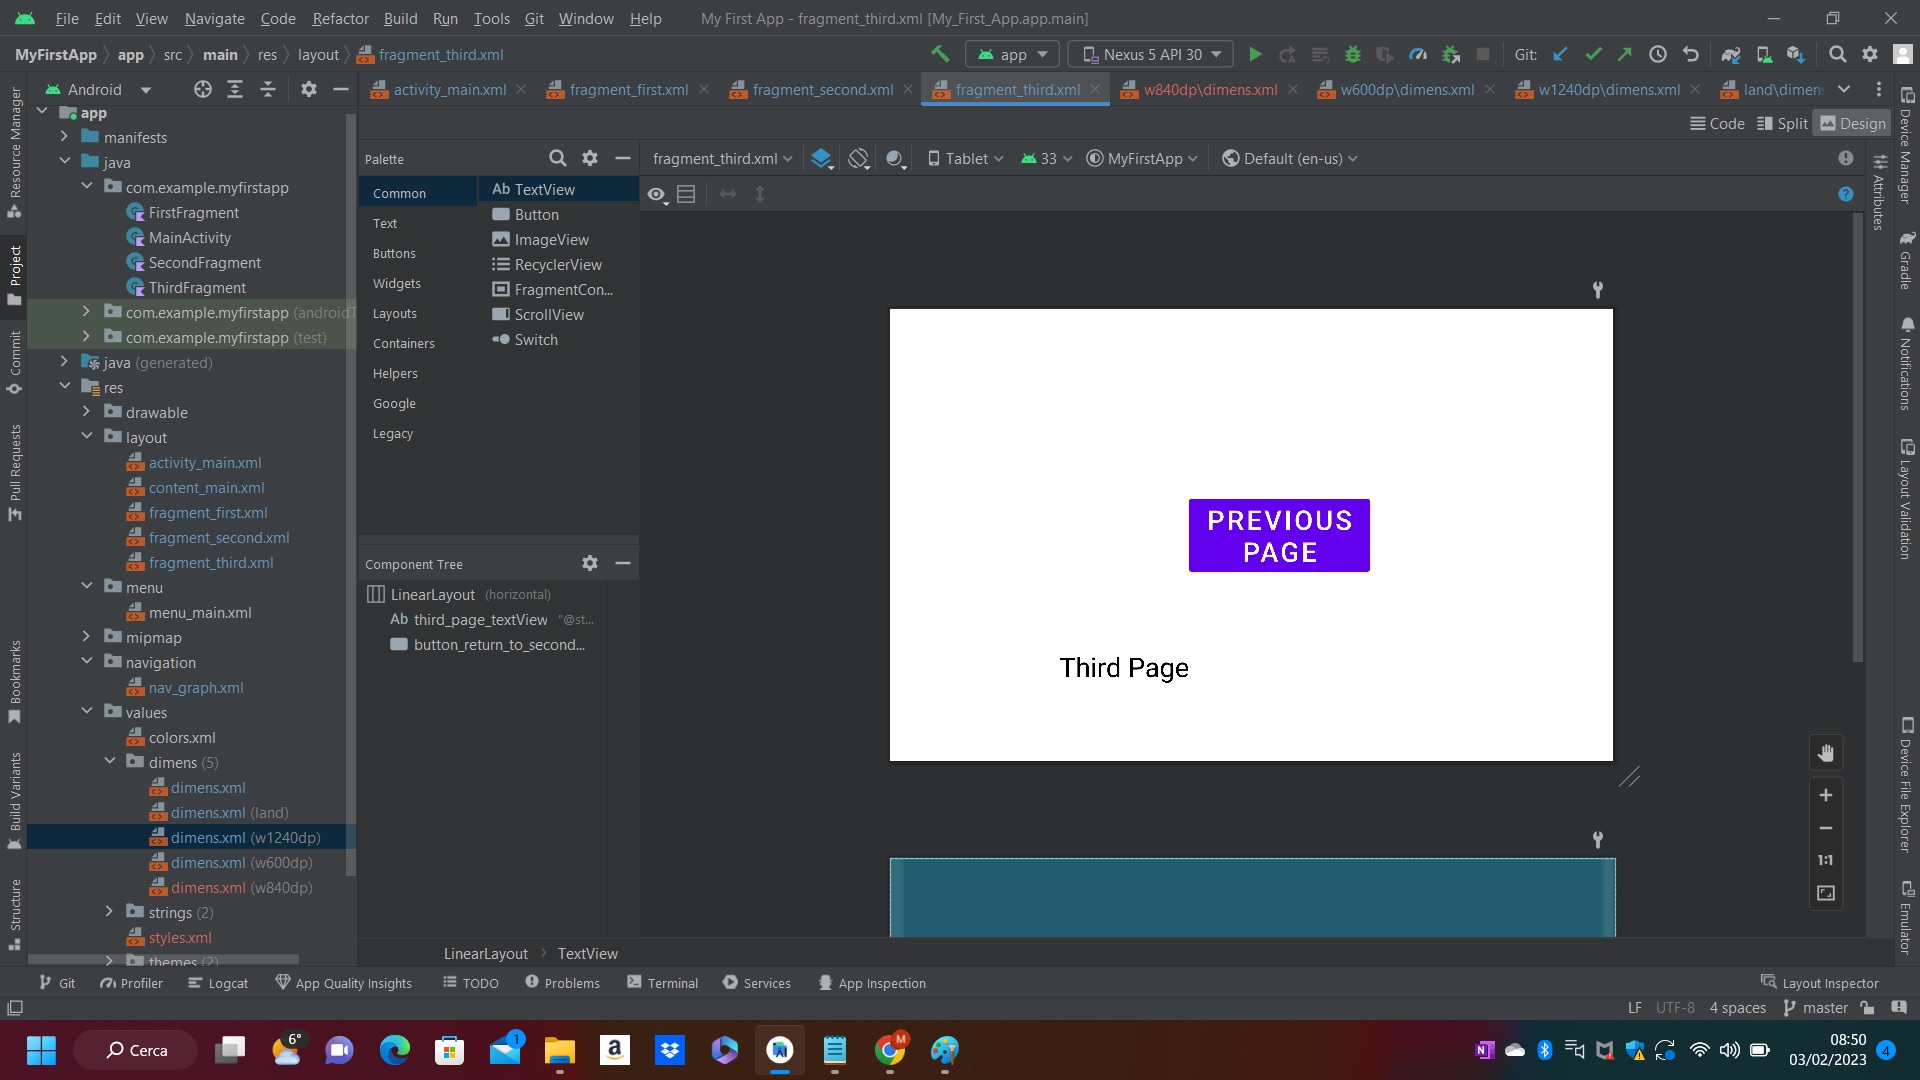 File Edit View Navigate Code Refactor Build Run Tools Git Window Help My First App - fragment_third.xml [My_First_App.app.main]
MyFirstApp app src main res layout fragment_third.xml app Nexus 5 API 30 Git:
Android activity_main.xml fragment_first.xml fragment_second.xml fragment_third.xml w840dp\dimens.xml w600dp\dimens.xml w1240dp\dimens.xml land\dimen
Code Split Design
Palette fragment_third.xml Tablet 33 MyFirstApp Default (en-us)
Common
Text
Buttons
Widgets
Layouts
Containers
Helpers
Google
Legacy
Ab TextView
Button
ImageView
RecyclerView
FragmentCon...
ScrollView
Switch
app
manifests
java
com.example.myfirstapp
FirstFragment
MainActivity
SecondFragment
ThirdFragment
com.example.myfirstapp (androidT
com.example.myfirstapp (test)
java (generated)
res
drawable
layout
activity_main.xml
content_main.xml
fragment_first.xml
fragment_second.xml
fragment_third.xml
menu
menu_main.xml
mipmap
navigation
nav_graph.xml
values
colors.xml
dimens (5)
dimens.xml
dimens.xml (land)
dimens.xml (w1240dp)
dimens.xml (w600dp)
dimens.xml (w840dp)
strings (2)
styles.xml
themes (2)
Component Tree
LinearLayout (horizontal)
Ab third_page_textView "@st...
button_return_to_second...
PREVIOUS
PAGE
Third Page
1:1
LinearLayout TextView
Resource Manager
Project
Commit
Pull Requests
Bookmarks
Build Variants
Structure
Attributes
Device Manager
Gradle
Notifications
Layout Validation
Device File Explorer
Emulator
Git Profiler Logcat App Quality Insights TODO Problems Terminal Services App Inspection Layout Inspector
LF UTF-8 4 spaces master
Cerca 6° 1 a M N 08:50 4
03/02/2023